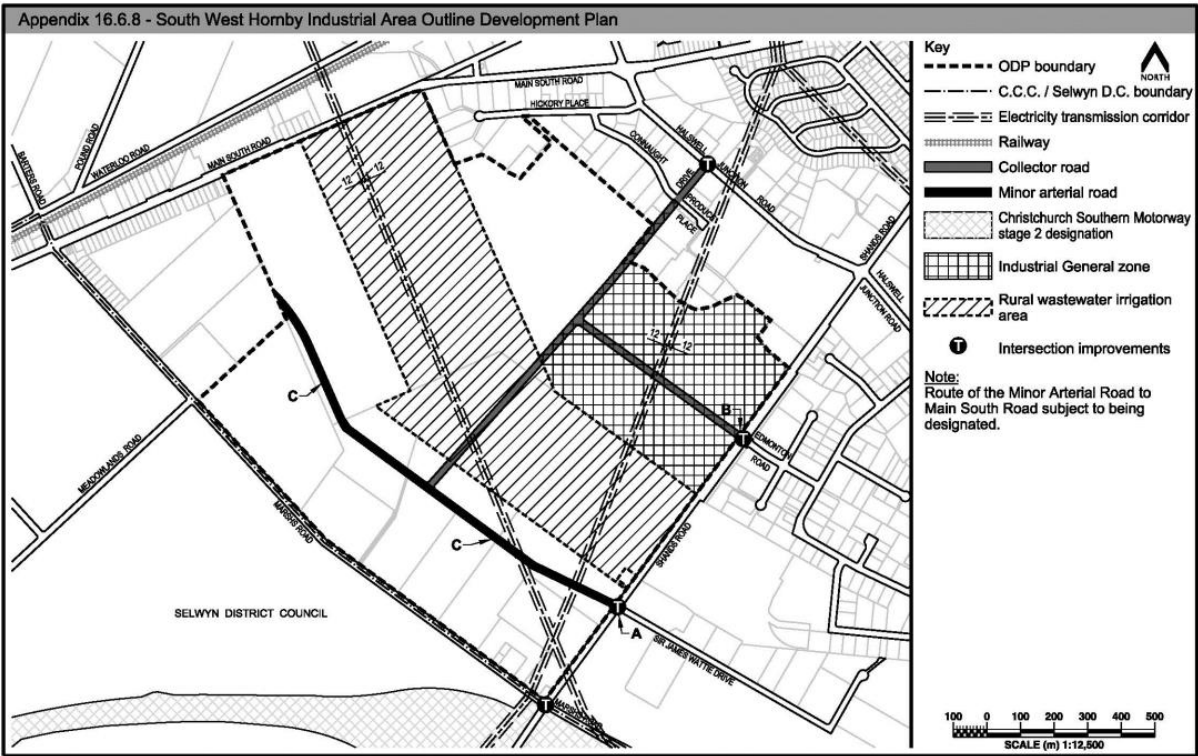 Appendix 16.6.8 - South West Hornby Industrial Area Outline Development Plan
MAIN SOUTH ROAD
HICKORY PLACE
CONNAUGHT
DRIVE
HALSWELL
JUNCTION
ROAD
T
PRODUCE
PLACE
POUND ROAD
WATERLOO ROAD
BARTERS ROAD
MAIN SOUTH ROAD
12
12
SHANDS ROAD
HALSWELL
JUNCTION ROAD
12
12
C
B
T
EDMONTON
ROAD
MEADOWLANDS ROAD
MARSHS ROAD
C
SHANDS ROAD
T
A
SIR JAMES WATTIE DRIVE
SELWYN DISTRICT COUNCIL
T
Key
NORTH
ODP boundary
C.C.C. / Selwyn D.C. boundary
Electricity transmission corridor
Railway
Collector road
Minor arterial road
Christchurch Southern Motorway
stage 2 designation
Industrial General zone
Rural wastewater irrigation
area
T
Intersection improvements
Note:
Route of the Minor Arterial Road to
Main South Road subject to being
designated.
100 0 100 200 300 400 500
SCALE (m) 1:12,500